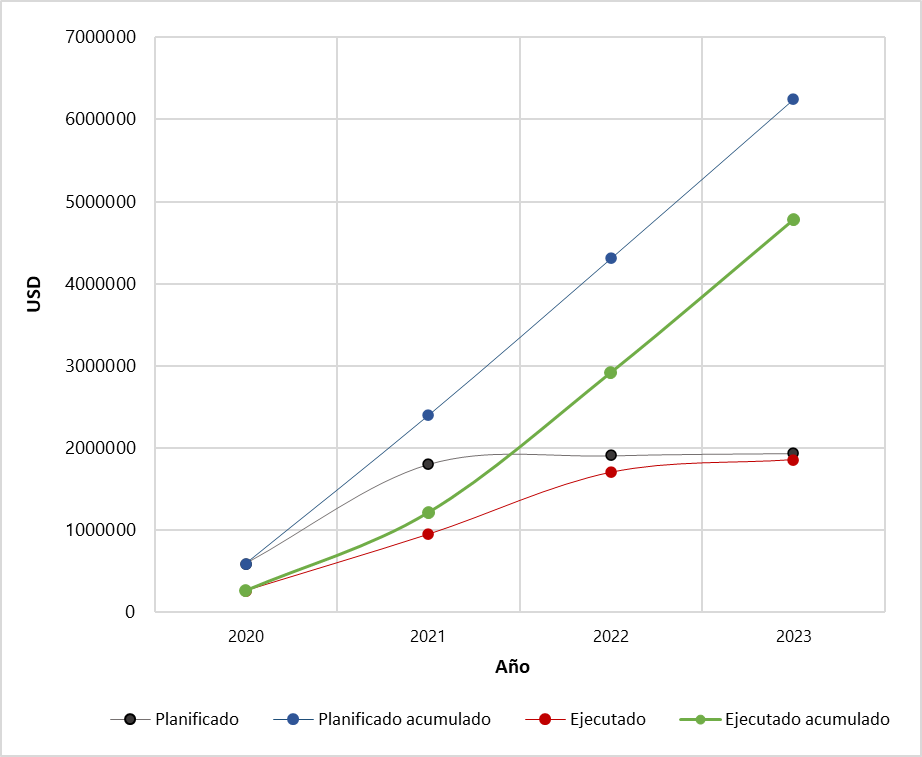 7000000
6000000
5000000
4000000
3000000
2000000
1000000
0
USD
2020 2021 2022 2023
Año
Planificado Planificado acumulado Ejecutado Ejecutado acumulado